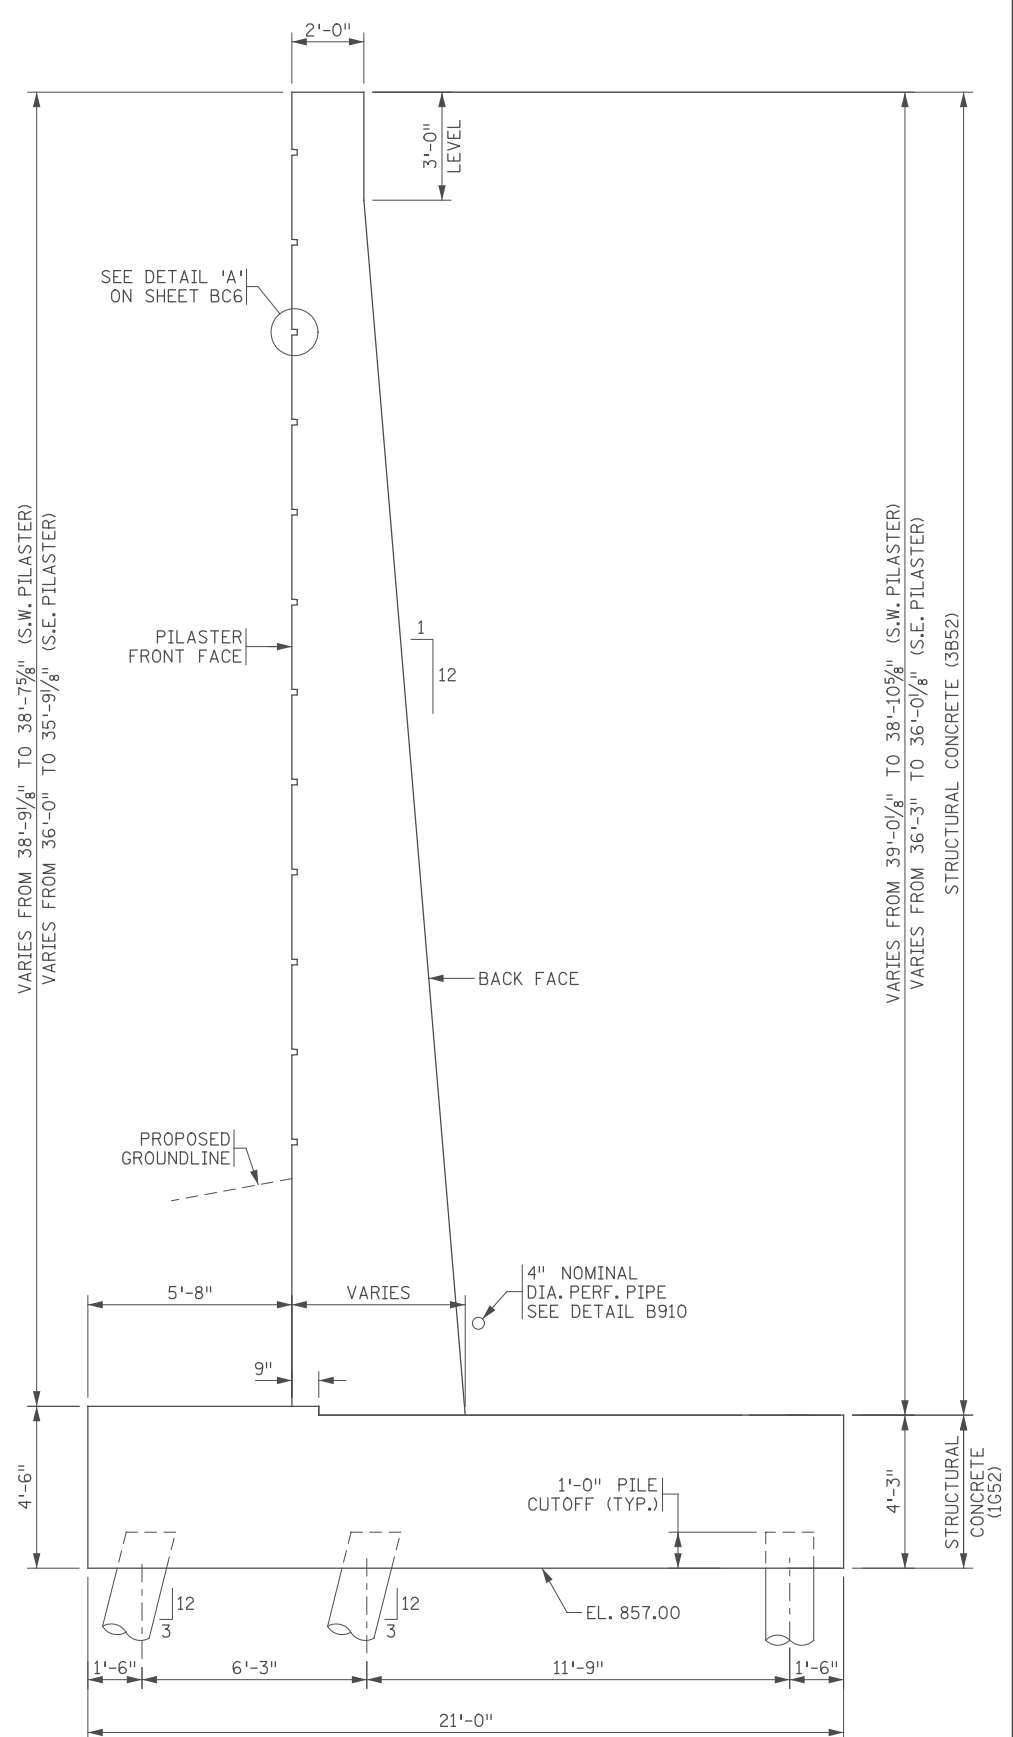 2'-0"
3'-0"
LEVEL
SEE DETAIL 'A'
ON SHEET BC6
VARIES FROM 38'-9⅛" TO 38'-7⅝" (S.W. PILASTER)
VARIES FROM 36'-0" TO 35'-9⅛" (S.E. PILASTER)
PILASTER
FRONT FACE
1
12
VARIES FROM 39'-0⅛" TO 38'-10⅝" (S.W. PILASTER)
VARIES FROM 36'-3" TO 36'-0⅛" (S.E. PILASTER)
STRUCTURAL CONCRETE (3B52)
BACK FACE
PROPOSED
GROUNDLINE
5'-8"
VARIES
4" NOMINAL
DIA. PERF. PIPE
SEE DETAIL B910
9"
4'-6"
1'-0" PILE
CUTOFF (TYP.)
4'-3"
STRUCTURAL
CONCRETE
(1G52)
12
3
12
3
EL. 857.00
1'-6"
6'-3"
11'-9"
1'-6"
21'-0"